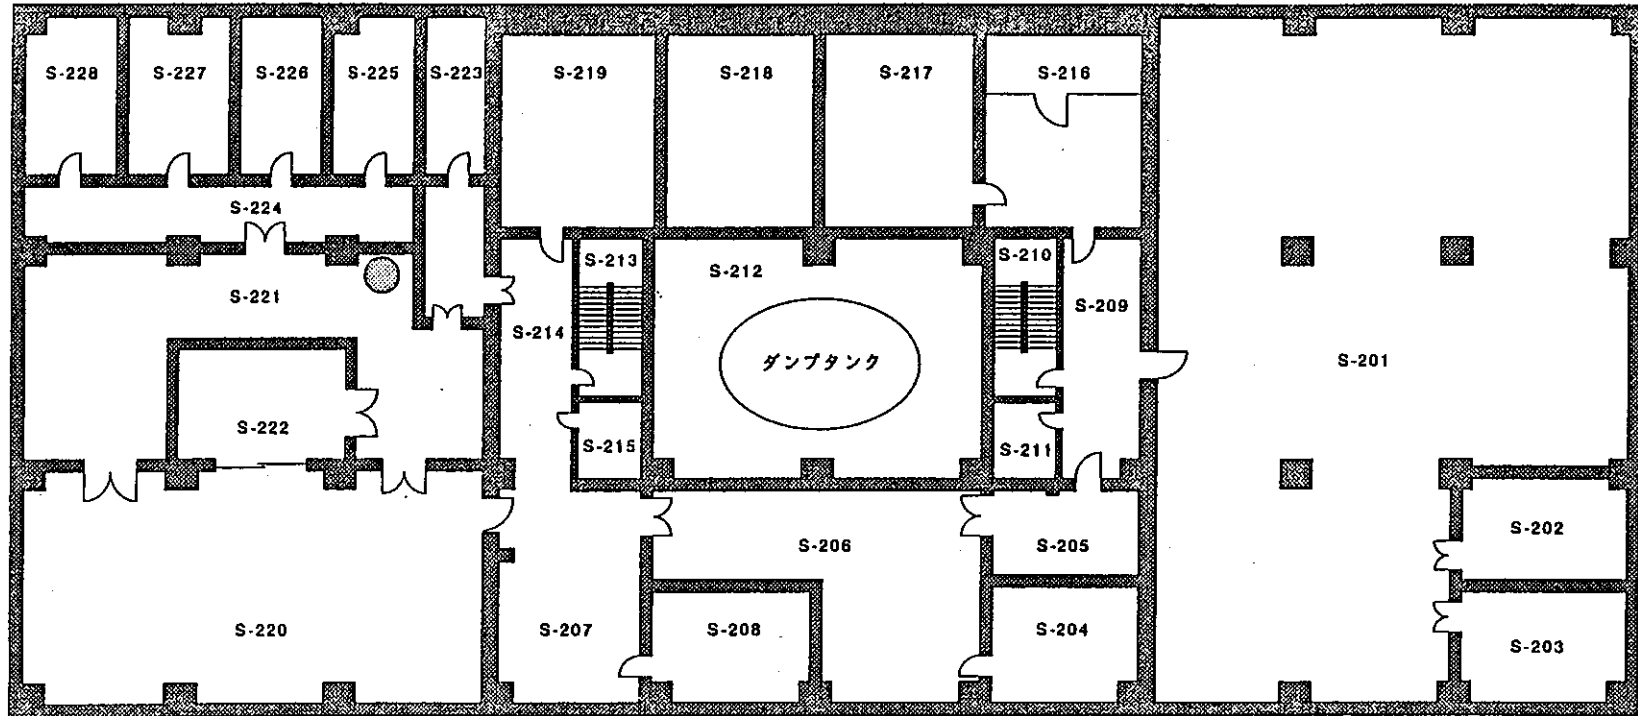 S-228
S-227
S-226
S-225
S-223
S-219
S-218
S-217
S-216
S-224
S-221
S-213
S-212
S-210
S-209
S-214
ダンプタンク
S-201
S-222
S-215
S-211
S-206
S-205
S-202
S-220
S-207
S-208
S-204
S-203